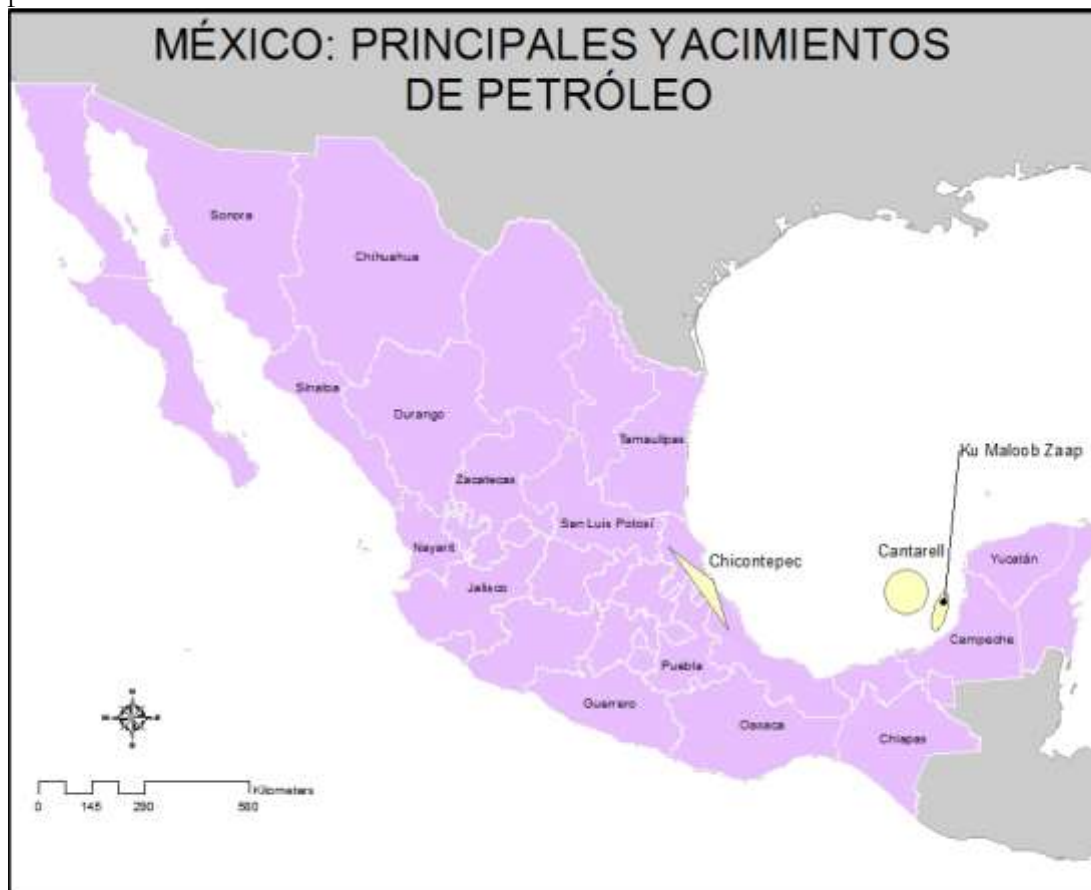 MÉXICO: PRINCIPALES YACIMIENTOS
DE PETRÓLEO
Sonora
Chihuahua
Sinaloa
Durango
Tamaulipas
Ku Maloob Zaap
Zacatecas
San Luis Potosí
Nayarit
Chicontepec
Cantarell
Yucatán
Jalisco
Campeche
Puebla
Guerrero
Oaxaca
Chiapas
Kilometers
0 145 290 580